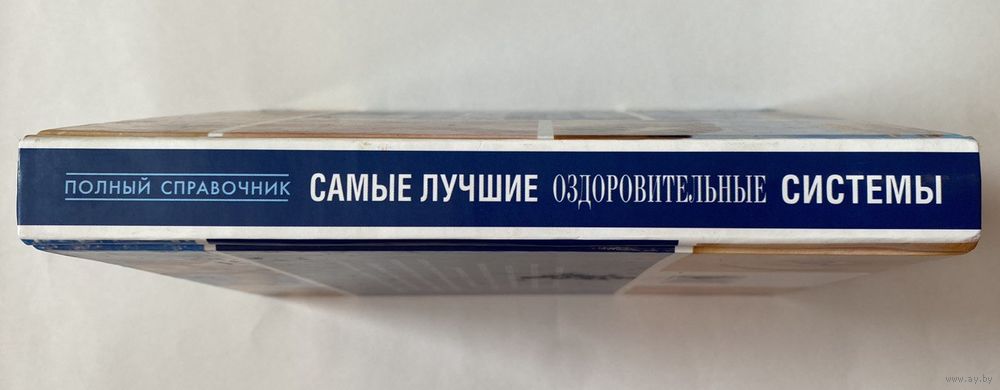 ПОЛНЫЙ СПРАВОЧНИК САМЫЕ ЛУЧШИЕ ОЗДОРОВИТЕЛЬНЫЕ СИСТЕМЫ
www.ay.by